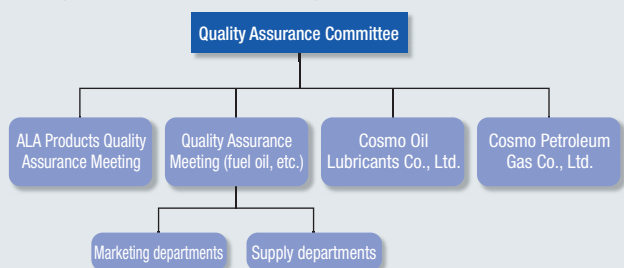 Quality Assurance Committee
ALA Products Quality
Assurance Meeting
Quality Assurance
Meeting (fuel oil, etc.)
Cosmo Oil
Lubricants Co., Ltd.
Cosmo Petroleum
Gas Co., Ltd.
Marketing departments
Supply departments